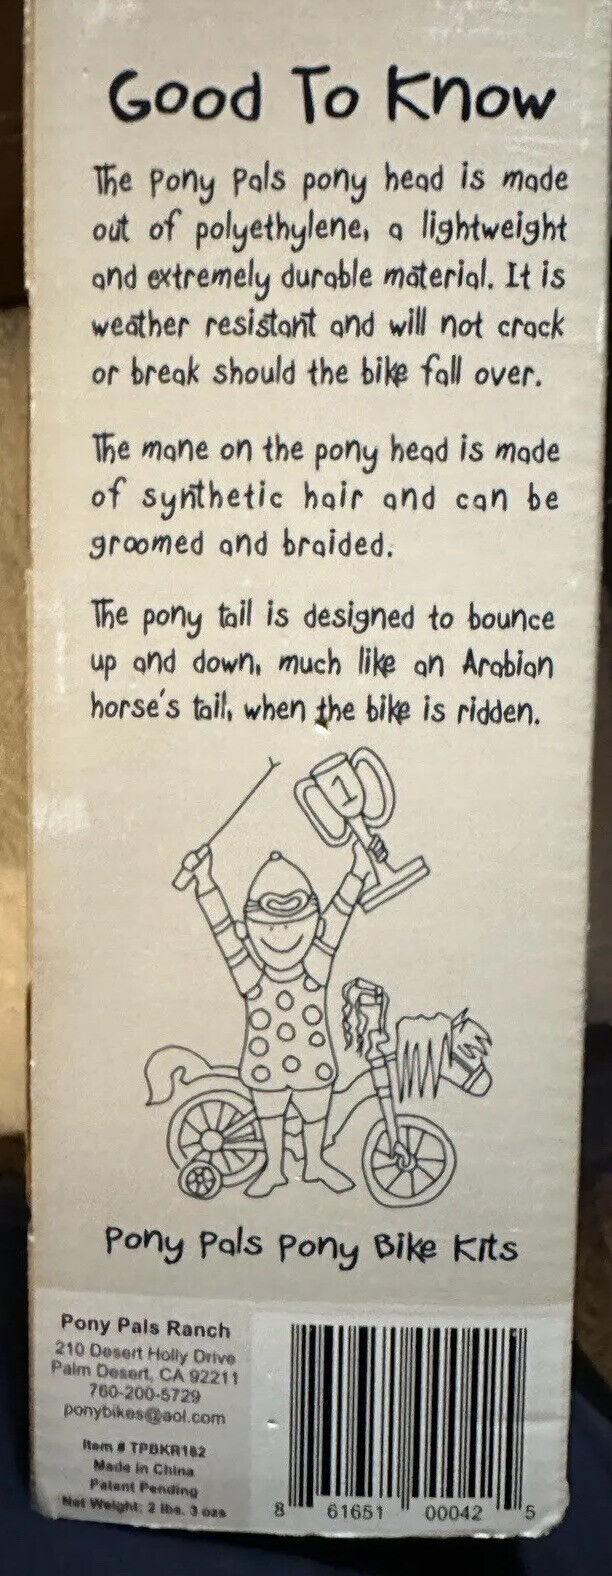 Good To Know
The Pony Pals pony head is made
out of polyethylene, a lightweight
and extremely durable material. It is
weather resistant and will not crack
or break should the bike fall over.
The mane on the pony head is made
of synthetic hair and can be
groomed and braided.
The pony tail is designed to bounce
up and down, much like an Arabian
horse's tail, when the bike is ridden.
1
Pony Pals Pony Bike Kits
Pony Pals Ranch
210 Desert Holly Drive
Palm Desert, CA 92211
760-200-5729
ponybikes@aol.com
Item # TPBKR182
Made in China
Patent Pending
Net Weight: 2 lbs. 3 ozs
8 61651 00042 5